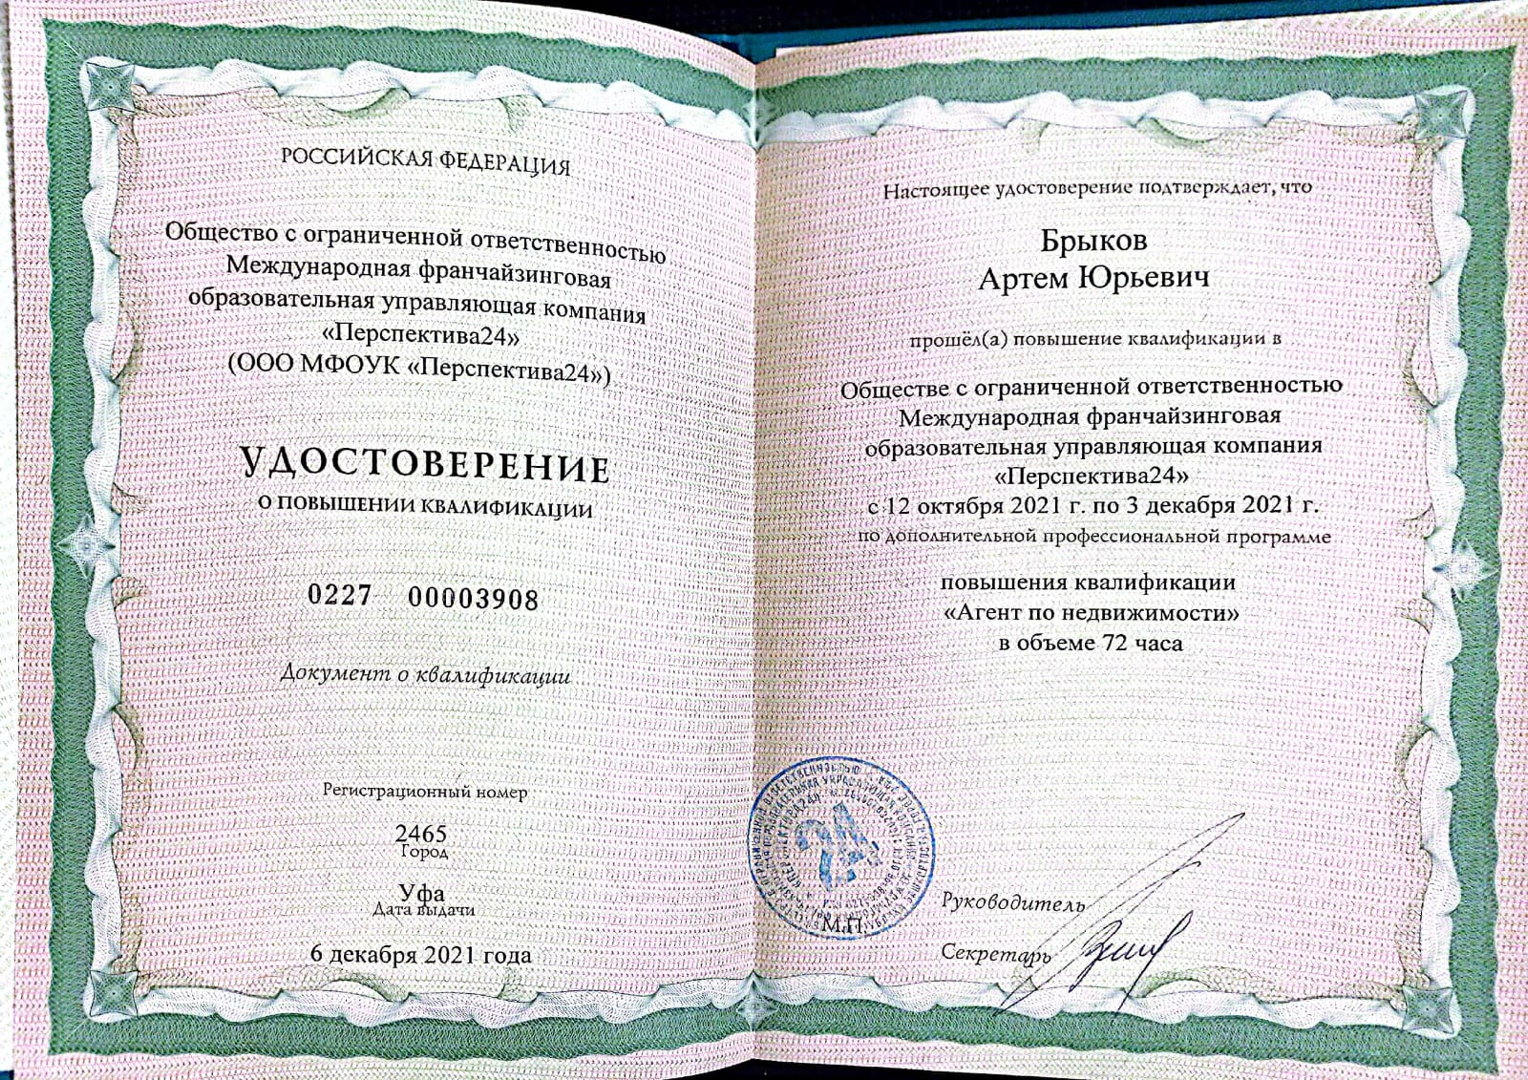 РОССИЙСКАЯ ФЕДЕРАЦИЯ
Общество с ограниченной ответственностью
Международная франчайзинговая
образовательная управляющая компания
«Перспектива24»
(ООО МФОУК «Перспектива24»)
УДОСТОВЕРЕНИЕ
О ПОВЫШЕНИИ КВАЛИФИКАЦИИ
0227 00003908
Документ о квалификации
Регистрационный номер
2465
Город
Уфа
Дата выдачи
6 декабря 2021 года
Настоящее удостоверение подтверждает, что
Брыков
Артем Юрьевич
прошёл(а) повышение квалификации в
Обществе с ограниченной ответственностью
Международная франчайзинговая
образовательная управляющая компания
«Перспектива24»
с 12 октября 2021 г. по 3 декабря 2021 г.
по дополнительной профессиональной программе
повышения квалификации
«Агент по недвижимости»
в объеме 72 часа
24
М.П.
Руководитель
Секретарь